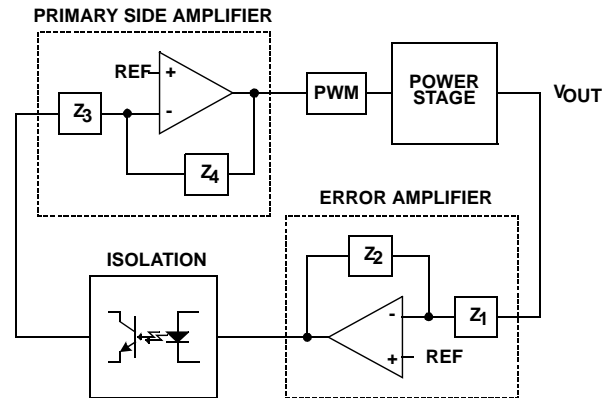 PRIMARY SIDE AMPLIFIER
REF
+
-
Z3
Z4
PWM
POWER
STAGE
VOUT
ERROR AMPLIFIER
ISOLATION
Z2
-
Z1
+
REF